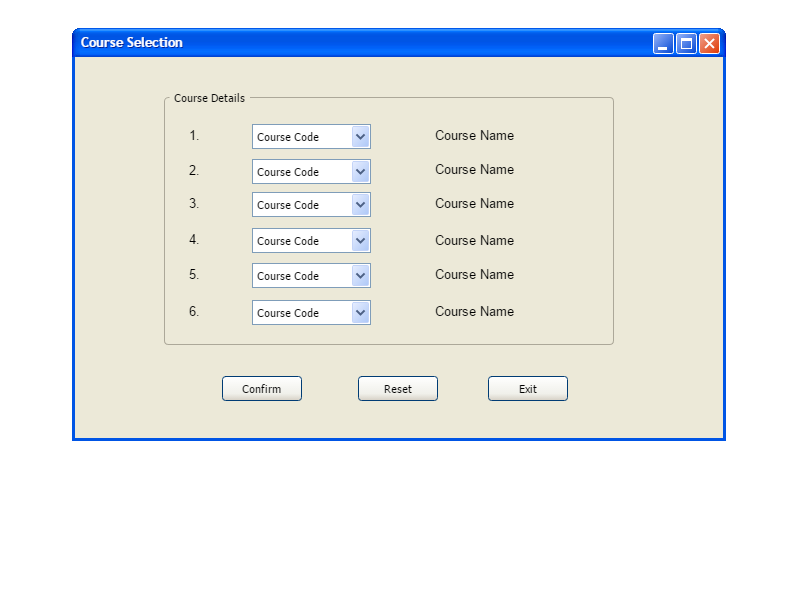 Course Selection
Course Details
1. Course Code Course Name
2. Course Code Course Name
3. Course Code Course Name
4. Course Code Course Name
5. Course Code Course Name
6. Course Code Course Name
Confirm Reset Exit